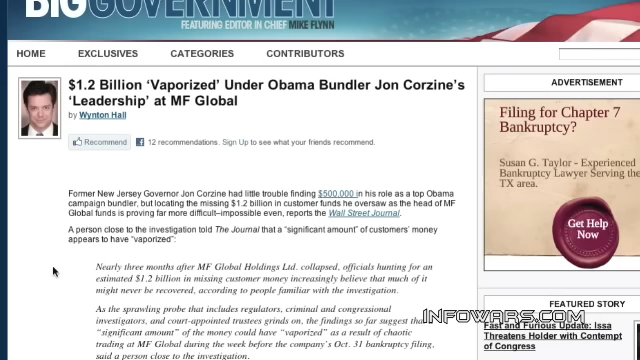 BIGGOVERNMENT
FEATURING EDITOR IN CHIEF MIKE FLYNN
HOME EXCLUSIVES CATEGORIES CONTRIBUTORS
$1.2 Billion ‘Vaporized’ Under Obama Bundler Jon Corzine’s
‘Leadership’ at MF Global
by Wynton Hall
Recommend 12 recommendations. Sign Up to see what your friends recommend.
Former New Jersey Governor Jon Corzine had little trouble finding $500,000 in his role as a top Obama
campaign bundler, but locating the missing $1.2 billion in customer funds he oversaw as the head of MF
Global funds is proving far more difficult–impossible even, reports the Wall Street Journal.
A person close to the investigation told The Journal that a “significant amount” of customers’ money
appears to have “vaporized”:
Nearly three months after MF Global Holdings Ltd. collapsed, officials hunting for an
estimated $1.2 billion in missing customer money increasingly believe that much of it
might never be recovered, according to people familiar with the investigation.
As the sprawling probe that includes regulators, criminal and congressional
investigators, and court-appointed trustees grinds on, the findings so far suggest that a
“significant amount” of the money could have “vaporized” as a result of chaotic
trading at MF Global during the week before the company’s Oct. 31 bankruptcy filing,
said a person close to the investigation.
ADVERTISEMENT
Filing for Chapter 7
Bankruptcy?
Susan G. Taylor - Experienced
Bankruptcy Lawyer Serving the
TX area.
Get Help
Now
FEATURED STORY
INFOWARS.COM
Fast and Furious Update: Issa
Threatens Holder with Contempt
of Congress